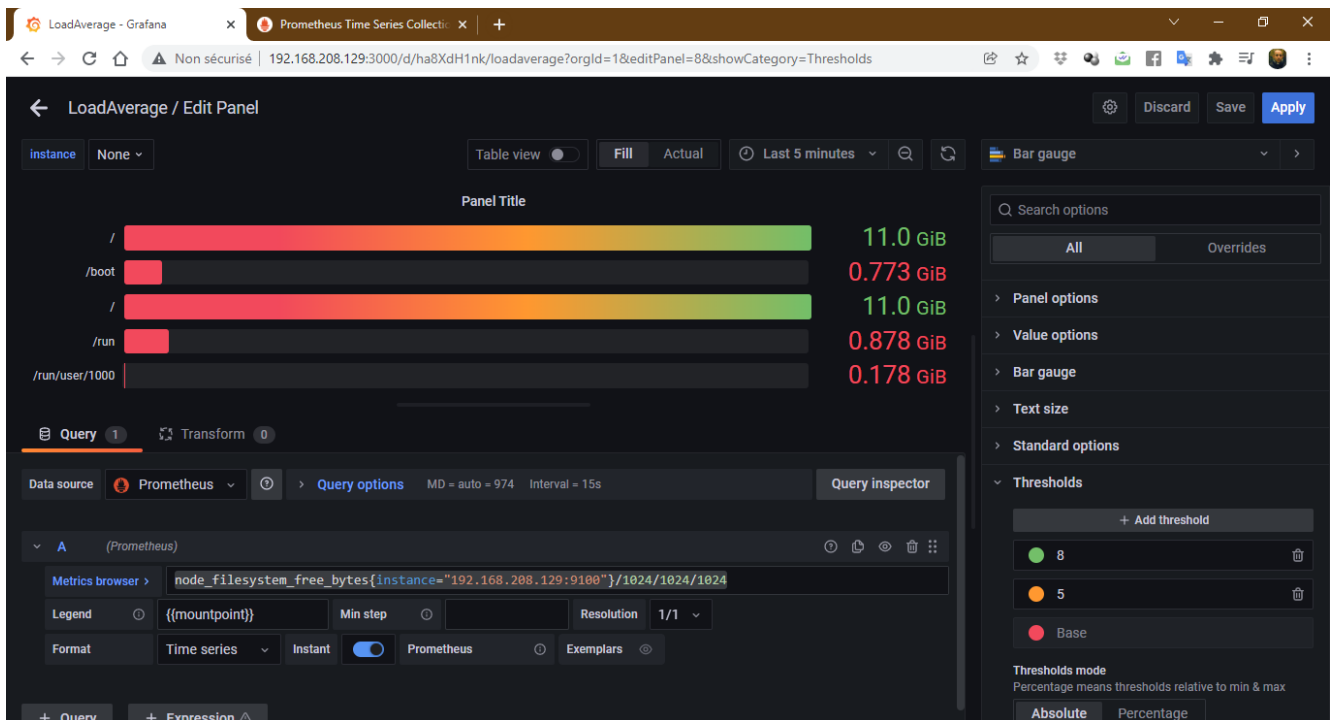 LoadAverage - Grafana
Prometheus Time Series Collectic
Non sécurisé | 192.168.208.129:3000/d/ha8XdH1nk/loadaverage?orgId=1&editPanel=8&showCategory=Thresholds
LoadAverage / Edit Panel
Discard Save Apply
instance None
Table view Fill Actual Last 5 minutes
Bar gauge
Panel Title
/ 11.0 GiB
/boot 0.773 GiB
/ 11.0 GiB
/run 0.878 GiB
/run/user/1000 0.178 GiB
Search options
All Overrides
Panel options
Value options
Bar gauge
Text size
Standard options
Thresholds
+ Add threshold
8
5
Base
Thresholds mode
Percentage means thresholds relative to min & max
Absolute Percentage
Query 1 Transform 0
Data source Prometheus Query options MD = auto = 974 Interval = 15s Query inspector
A (Prometheus)
Metrics browser > node_filesystem_free_bytes{instance="192.168.208.129:9100"}/1024/1024/1024
Legend {{mountpoint}} Min step Resolution 1/1
Format Time series Instant Prometheus Exemplars
+ Query + Expression